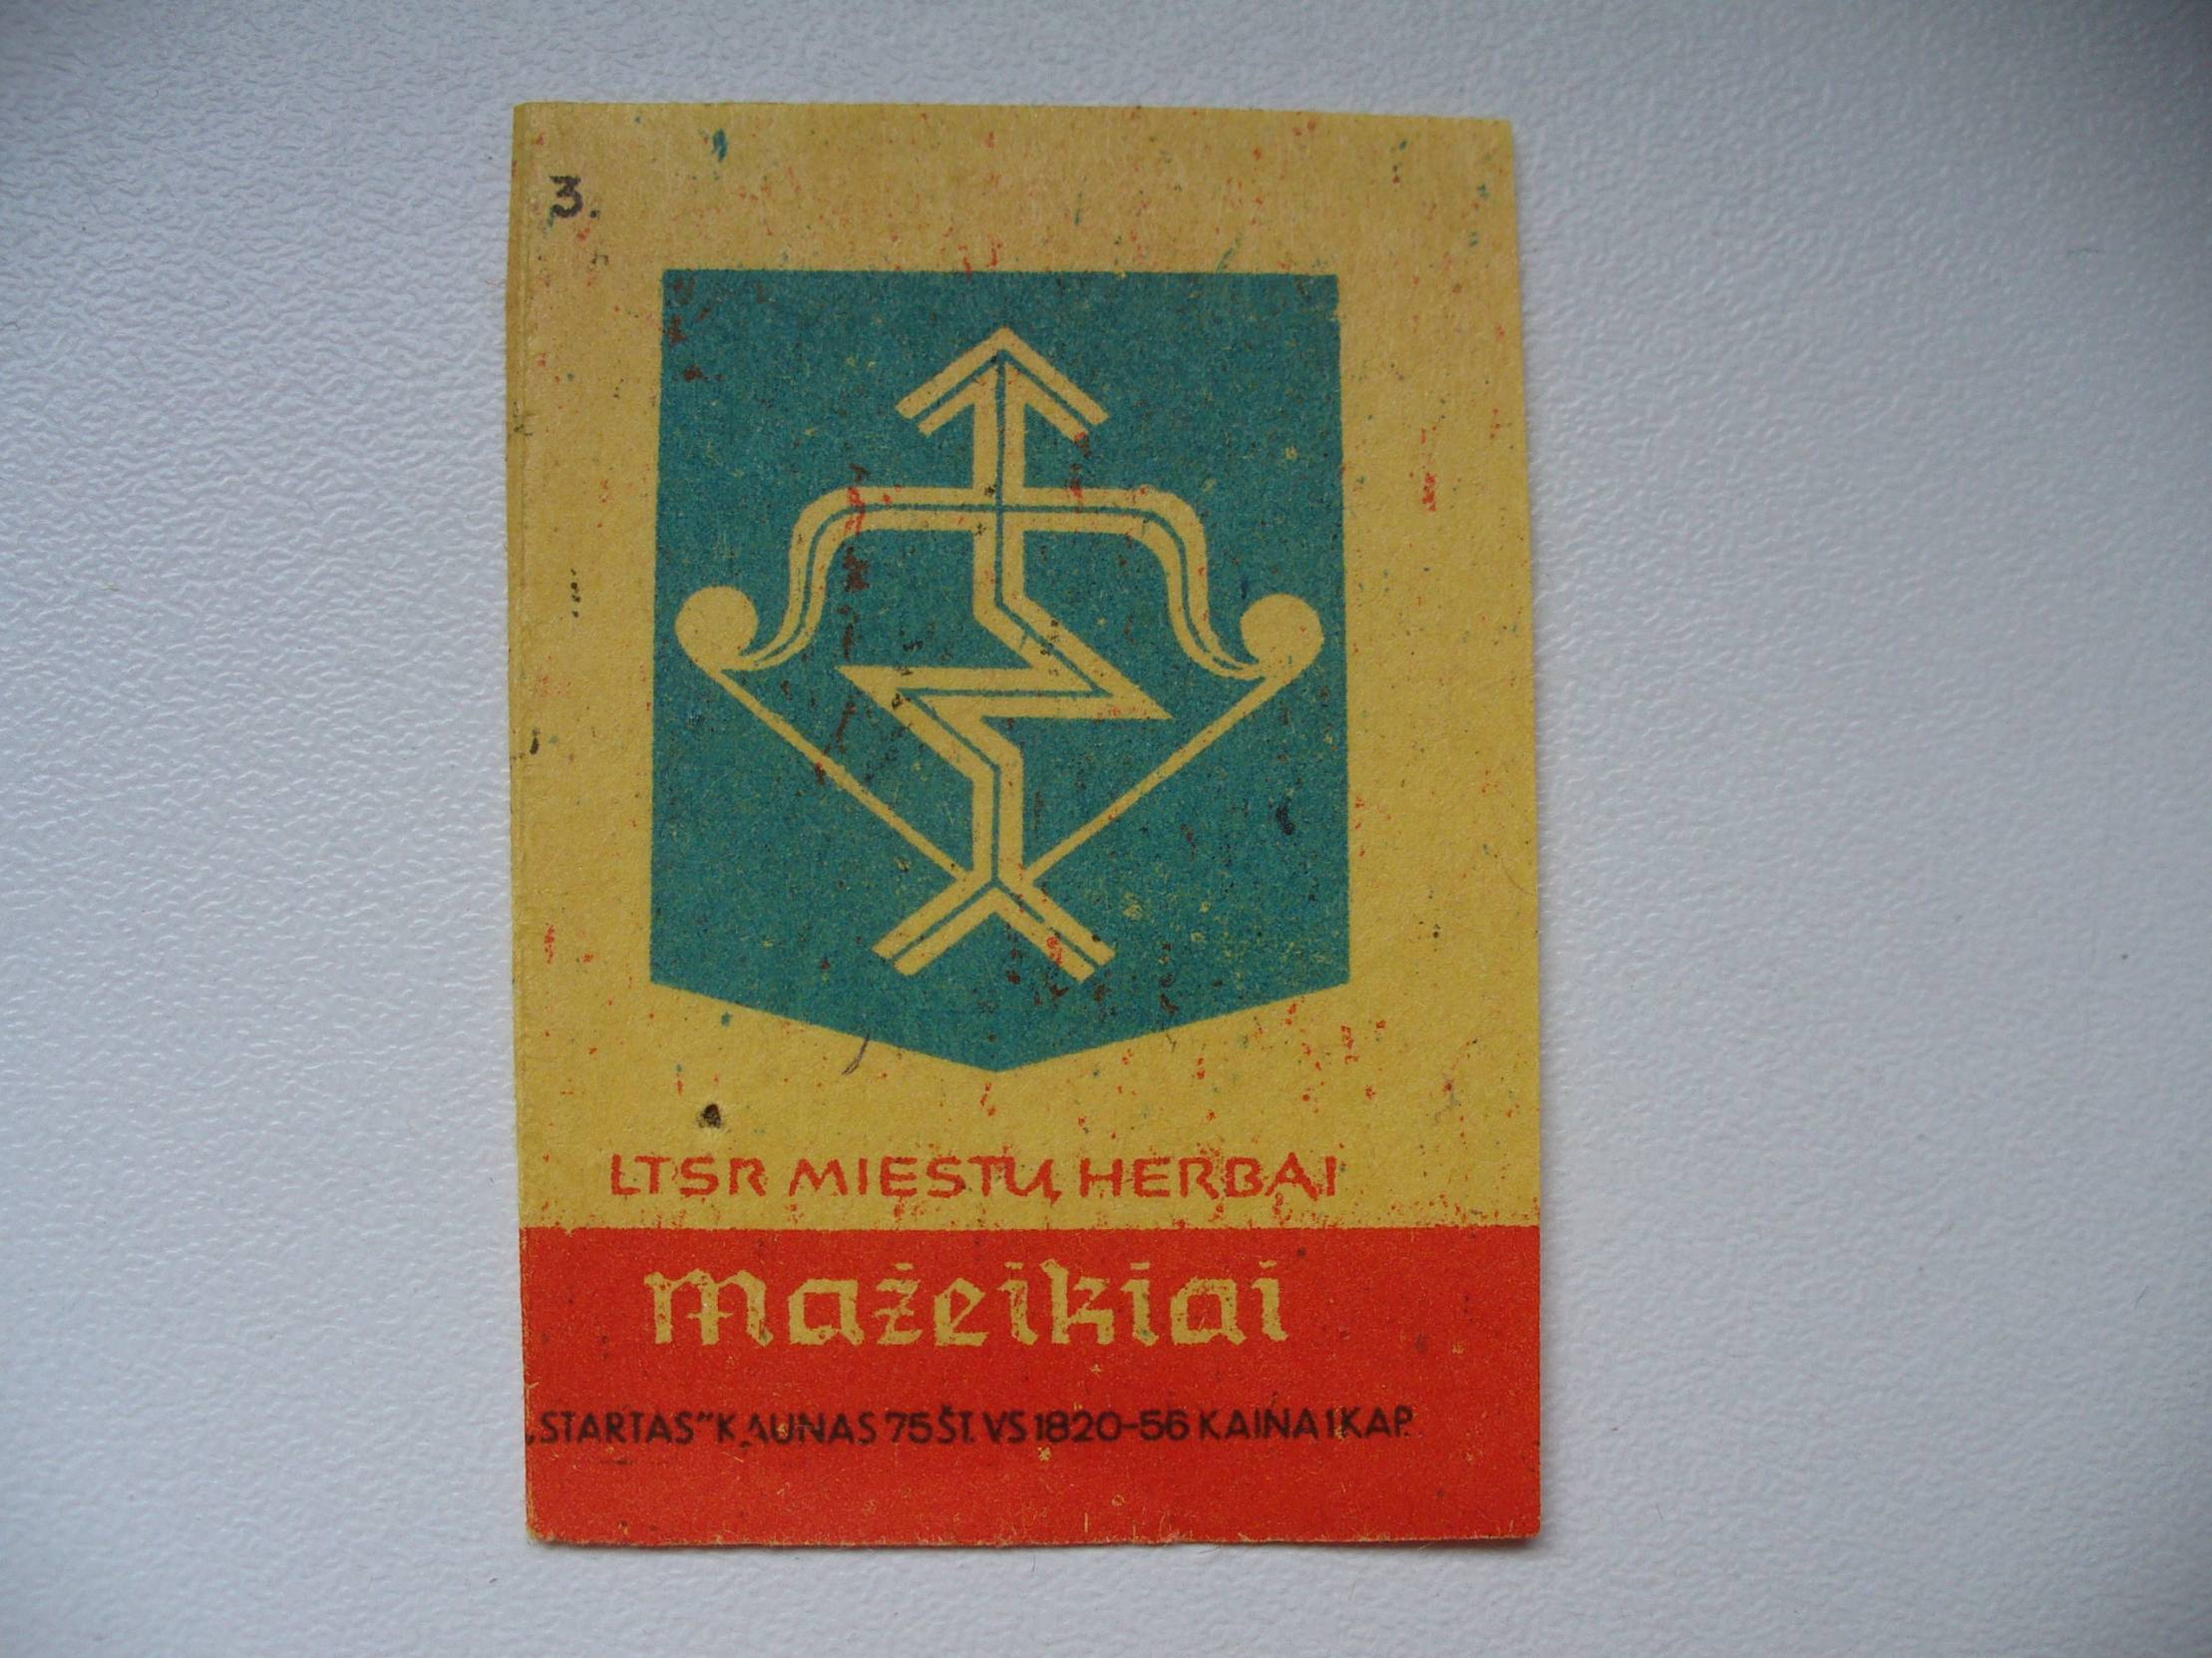 3.
LTSR MIESTŲ HERBAI
Mažeikiai
„STARTAS” KAUNAS 75 ŠT. VS 1820-56 KAINA 1 KAP.